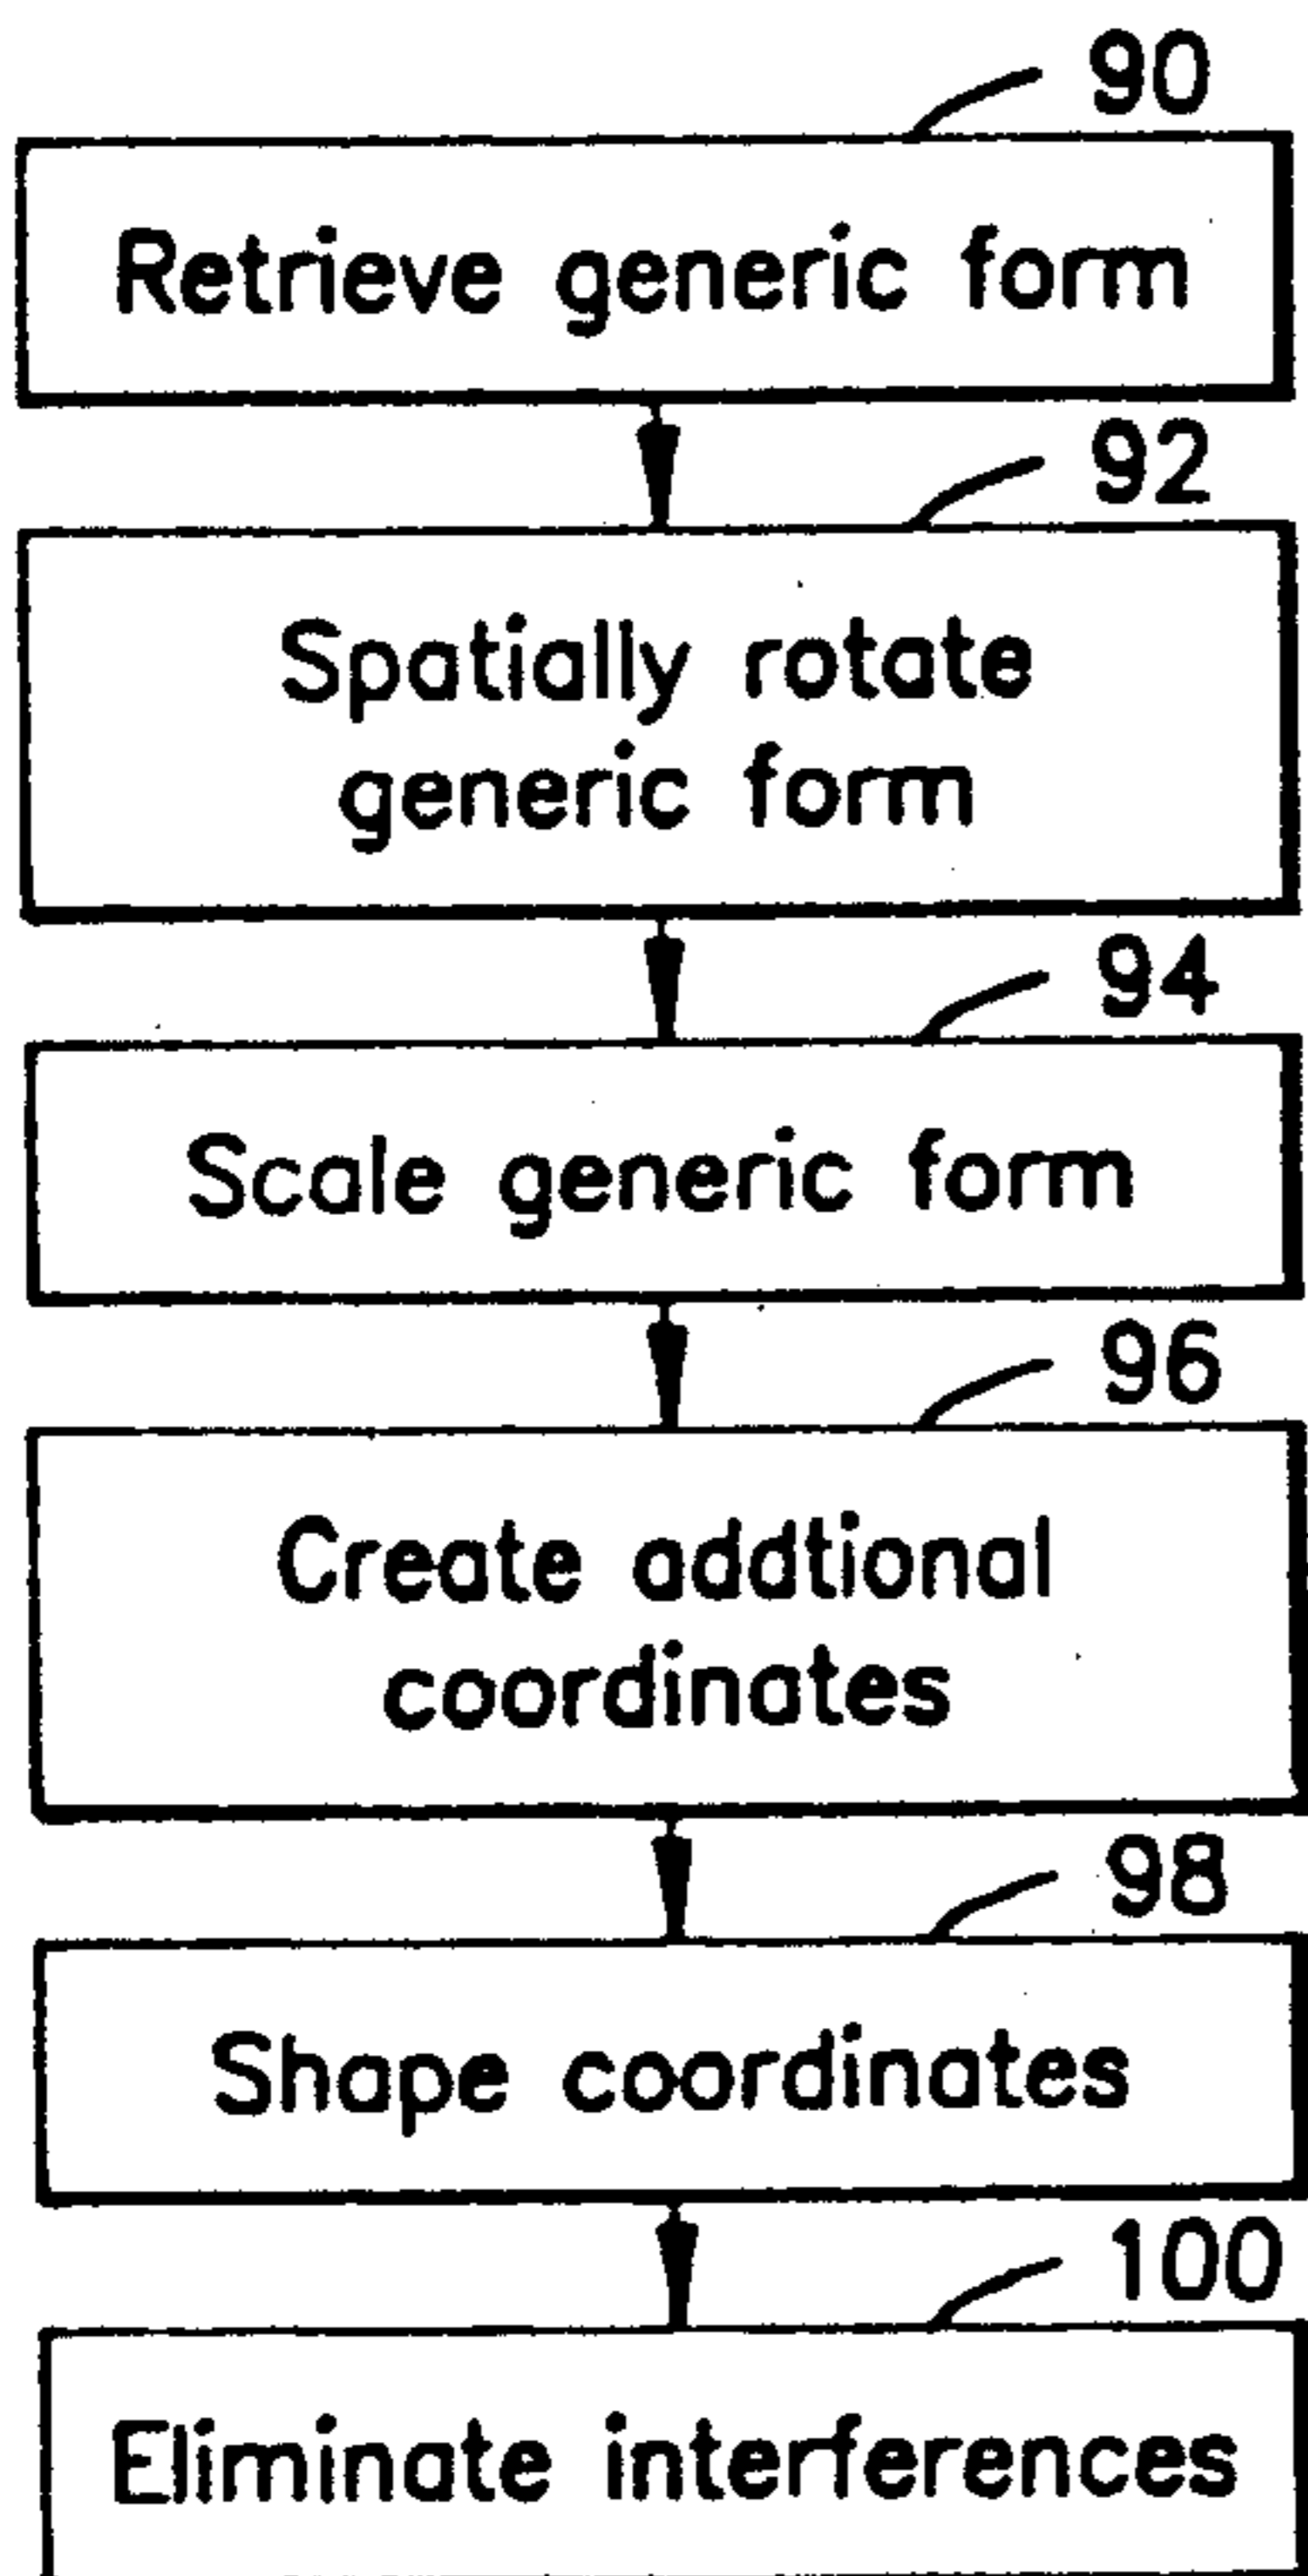 90
Retrieve generic form
92
Spatially rotate
generic form
94
Scale generic form
96
Create addtional
coordinates
98
Shape coordinates
100
Eliminate interferences